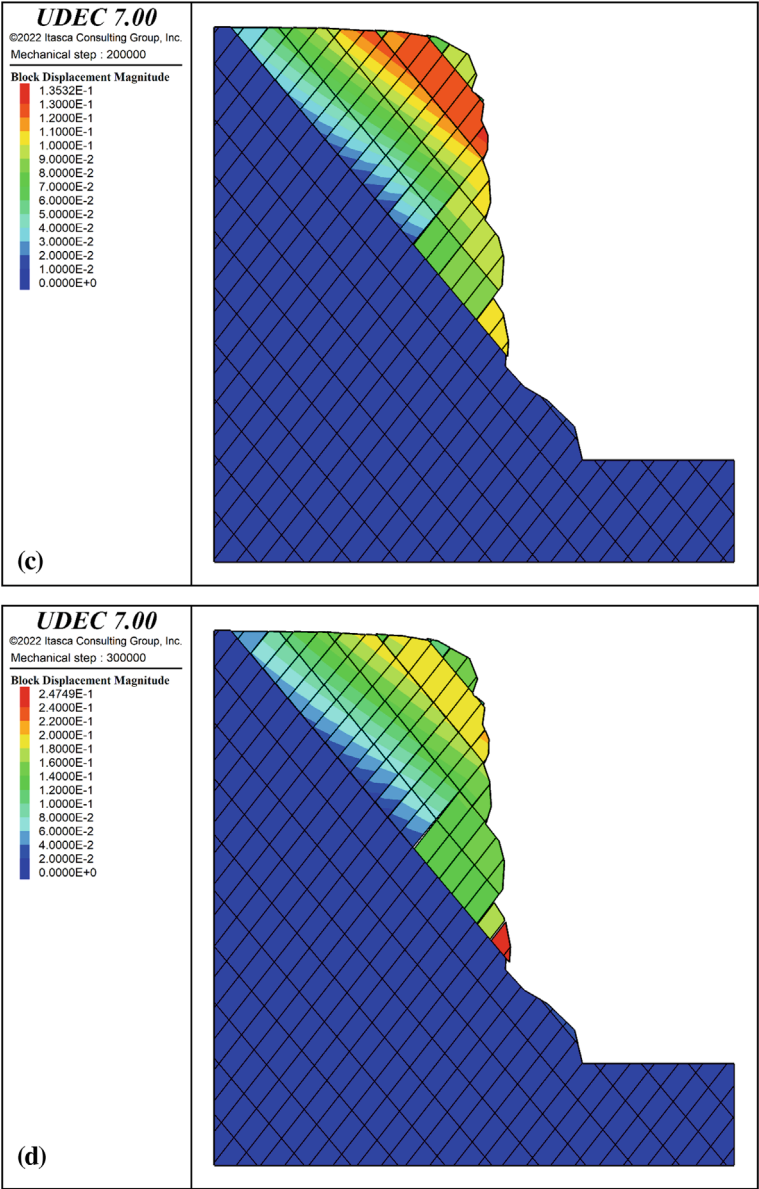 UDEC 7.00
©2022 Itasca Consulting Group, Inc.
Mechanical step : 200000
Block Displacement Magnitude
1.3532E-1
1.3000E-1
1.2000E-1
1.1000E-1
1.0000E-1
9.0000E-2
8.0000E-2
7.0000E-2
6.0000E-2
5.0000E-2
4.0000E-2
3.0000E-2
2.0000E-2
1.0000E-2
0.0000E+0
(c)
UDEC 7.00
©2022 Itasca Consulting Group, Inc.
Mechanical step : 300000
Block Displacement Magnitude
2.4749E-1
2.4000E-1
2.2000E-1
2.0000E-1
1.8000E-1
1.6000E-1
1.4000E-1
1.2000E-1
1.0000E-1
8.0000E-2
6.0000E-2
4.0000E-2
2.0000E-2
0.0000E+0
(d)